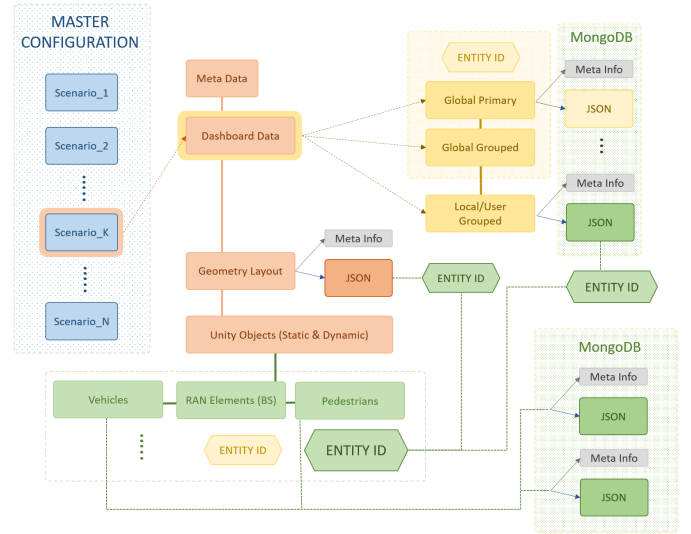 MASTER
CONFIGURATION
Scenario_1
Scenario_2
Scenario_K
Scenario_N
Meta Data
Dashboard Data
Geometry Layout
Meta Info
JSON
Unity Objects (Static & Dynamic)
ENTITY ID
Global Primary
Global Grouped
Local/User
Grouped
MongoDB
Meta Info
JSON
Meta Info
JSON
ENTITY ID
ENTITY ID
Vehicles
RAN Elements (BS)
Pedestrians
ENTITY ID
ENTITY ID
MongoDB
Meta Info
JSON
Meta Info
JSON